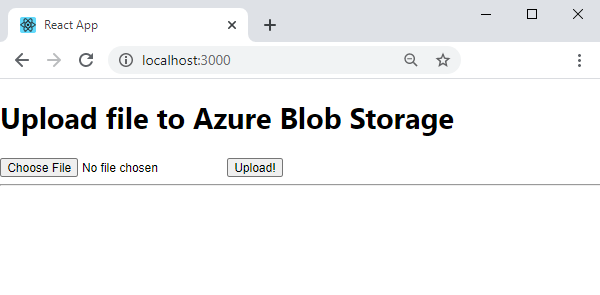 React App
localhost:3000
Upload file to Azure Blob Storage
Choose File No file chosen Upload!